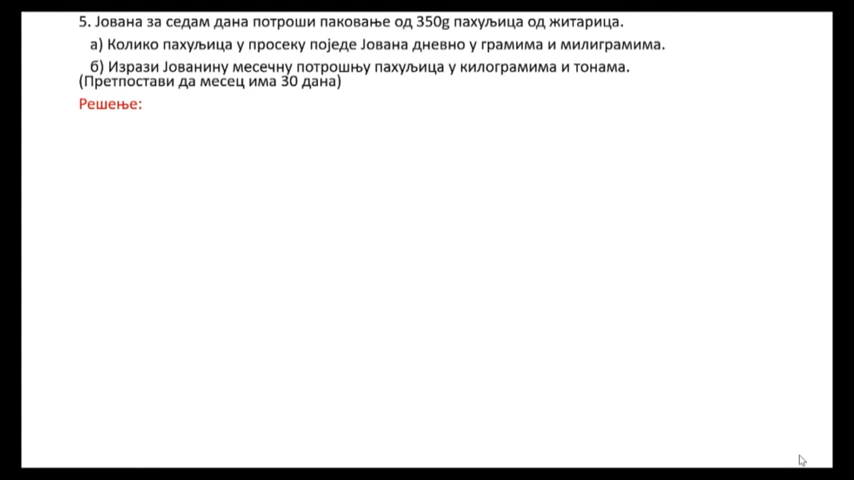 5. Јована за седам дана потроши паковање од 350g пахуљица од житарица.
а) Колико пахуљица у просеку поједе Јована дневно у грамима и милиграмима.
б) Изрази Јованину месечну потрошњу пахуљица у килограмима и тонама.
(Претпостави да месец има 30 дана)
Решење: